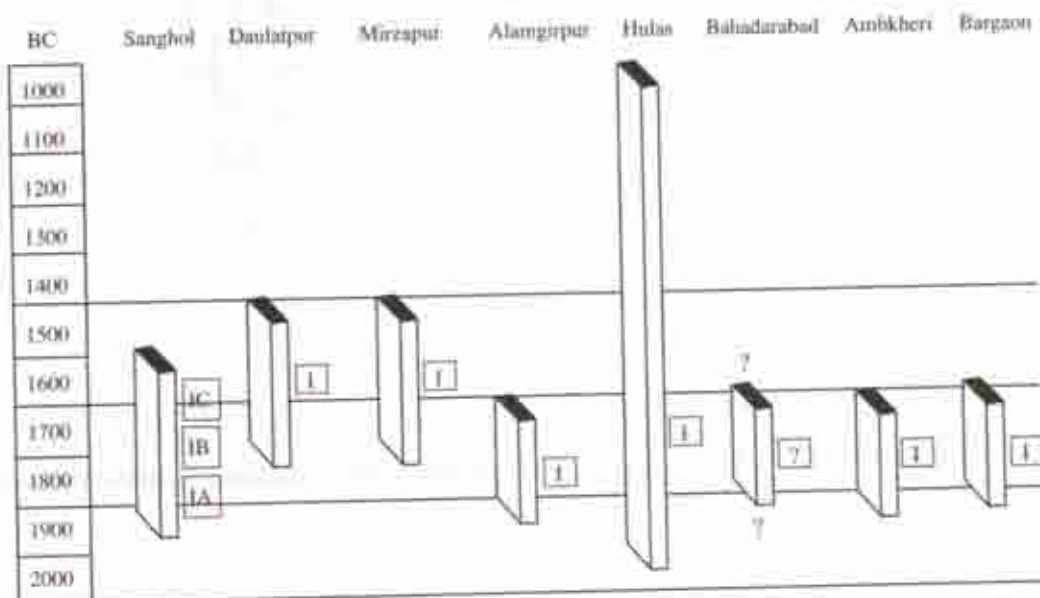 BC Sanghol Daulatpur Mirzapur Alamgirpur Hulas Bahadarabad Ambkheri Bargaon
1000
1100
1200
1300
1400
1500
?
1600 IC I I
1700 IB I ? I I
1800 IA I
1900 ?
2000